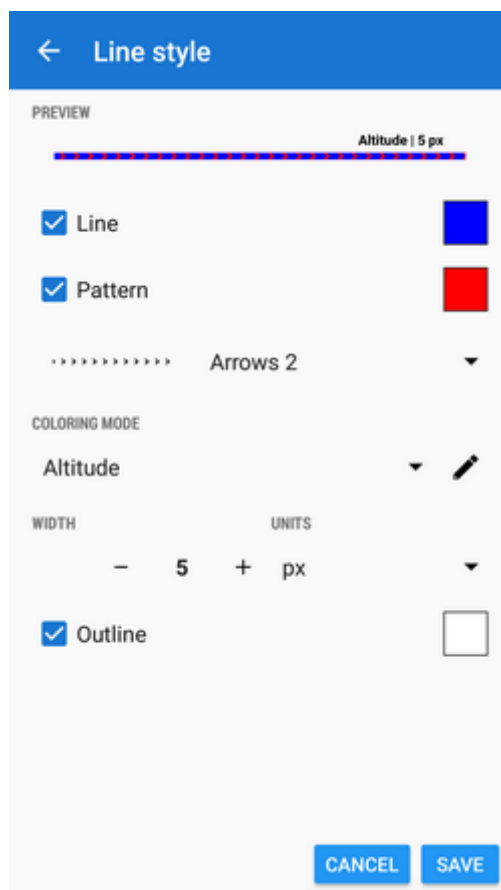 Line style
PREVIEW
Altitude | 5 px
Line
Pattern
Arrows 2
COLORING MODE
Altitude
WIDTH UNITS
− 5 + px
Outline
CANCEL SAVE